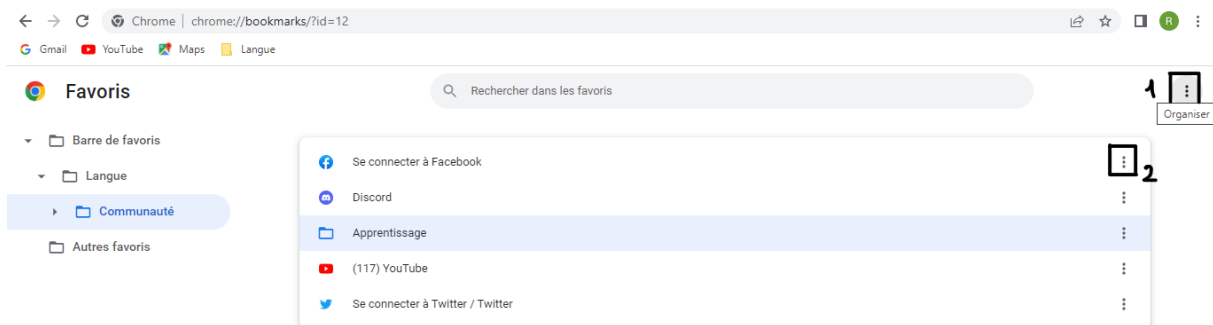 Chrome | chrome://bookmarks/?id=12
R
Gmail YouTube Maps Langue
Favoris
Rechercher dans les favoris
1
Organiser
Barre de favoris
Langue
Communauté
Autres favoris
Se connecter à Facebook
2
Discord
Apprentissage
(117) YouTube
Se connecter à Twitter / Twitter